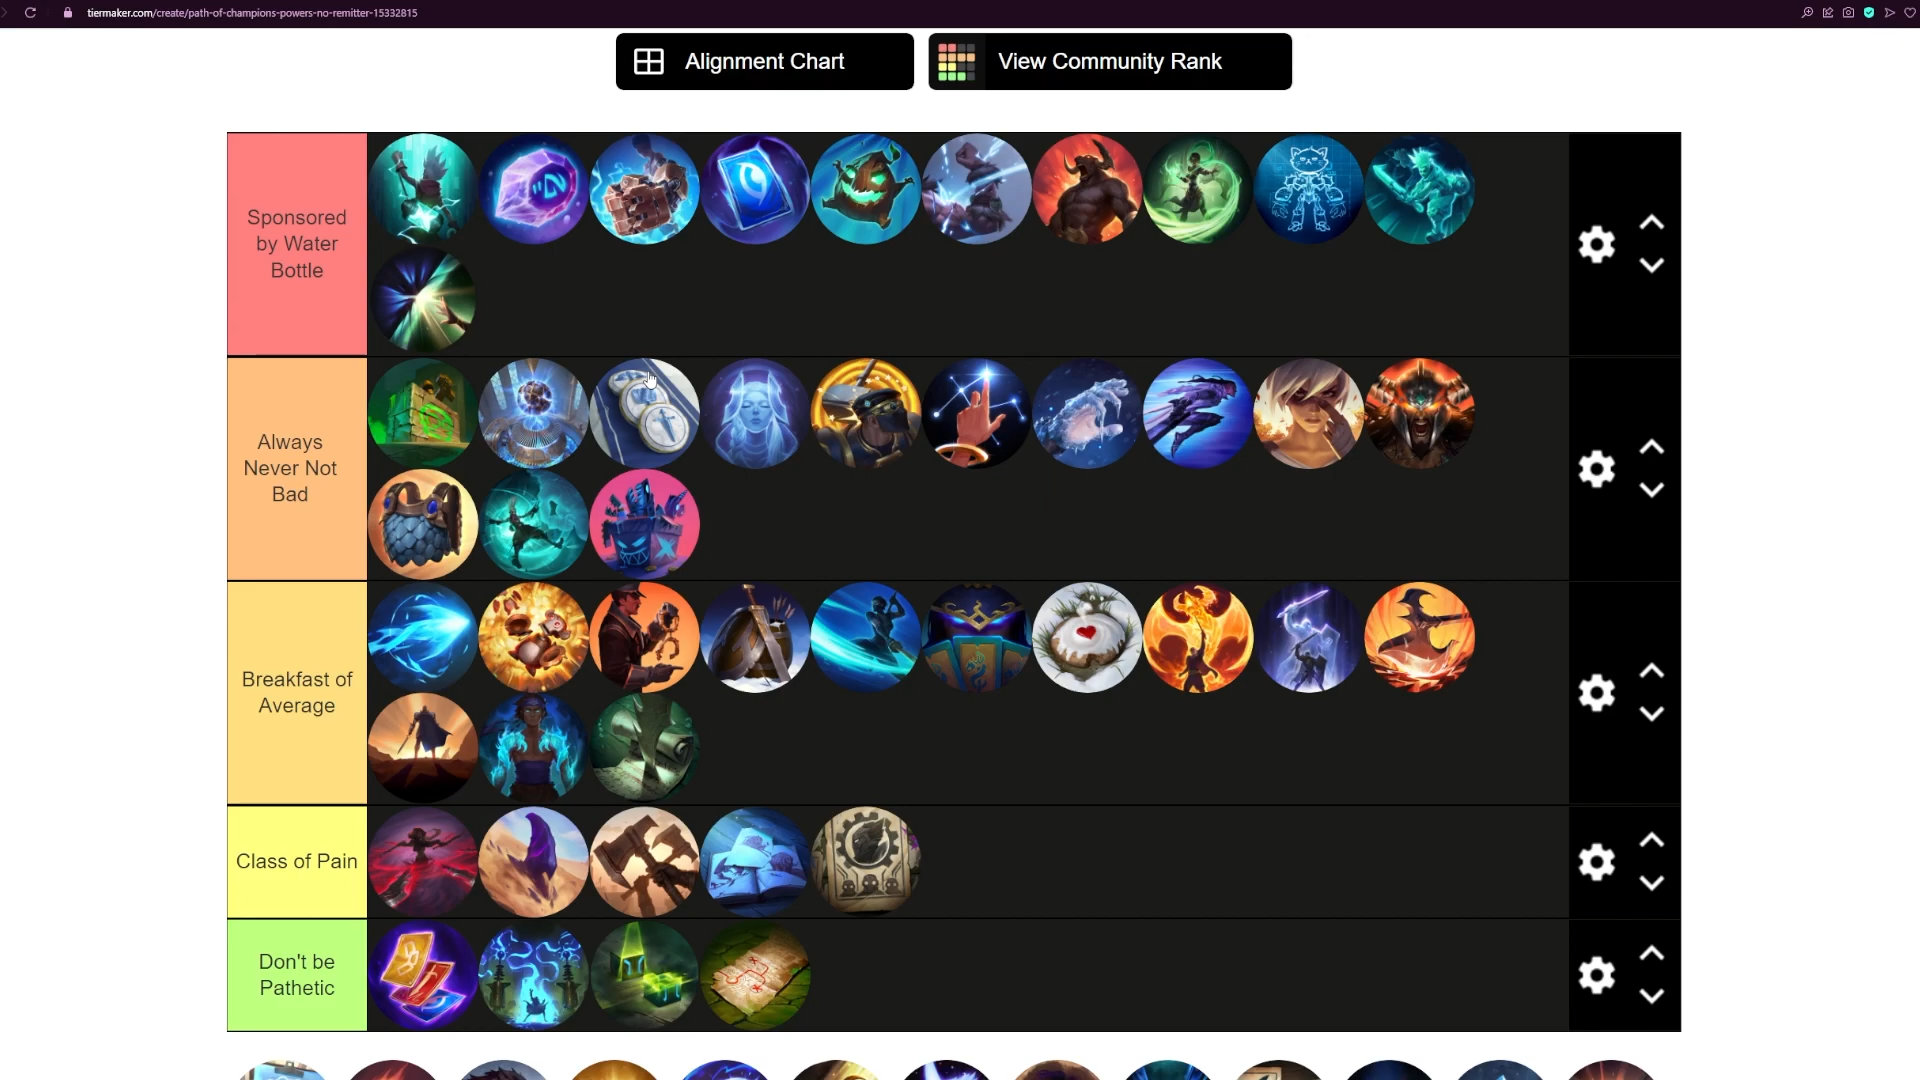 tiermaker.com/create/path-of-champions-powers-no-remitter-15332815
Alignment Chart
View Community Rank
Sponsored
by Water
Bottle
Always
Never Not
Bad
Breakfast of
Average
Class of Pain
Don't be
Pathetic